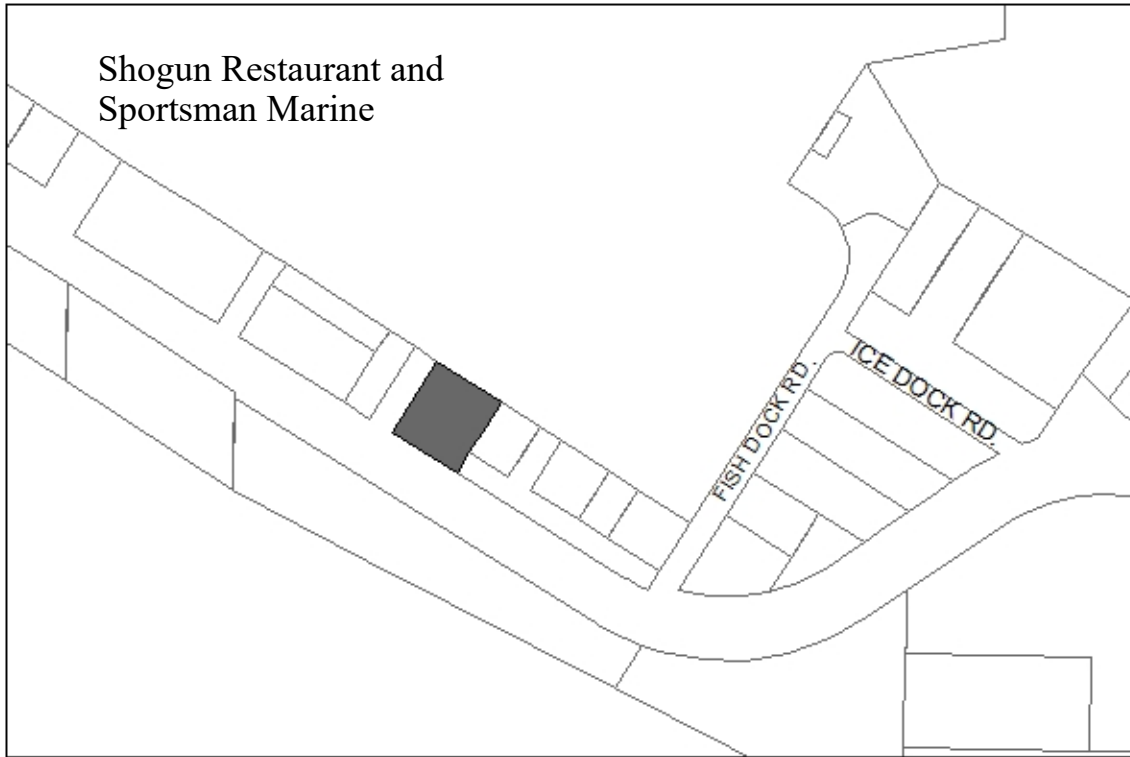 Shogun Restaurant and
Sportsman Marine
ICE DOCK RD.
FISH DOCK RD.